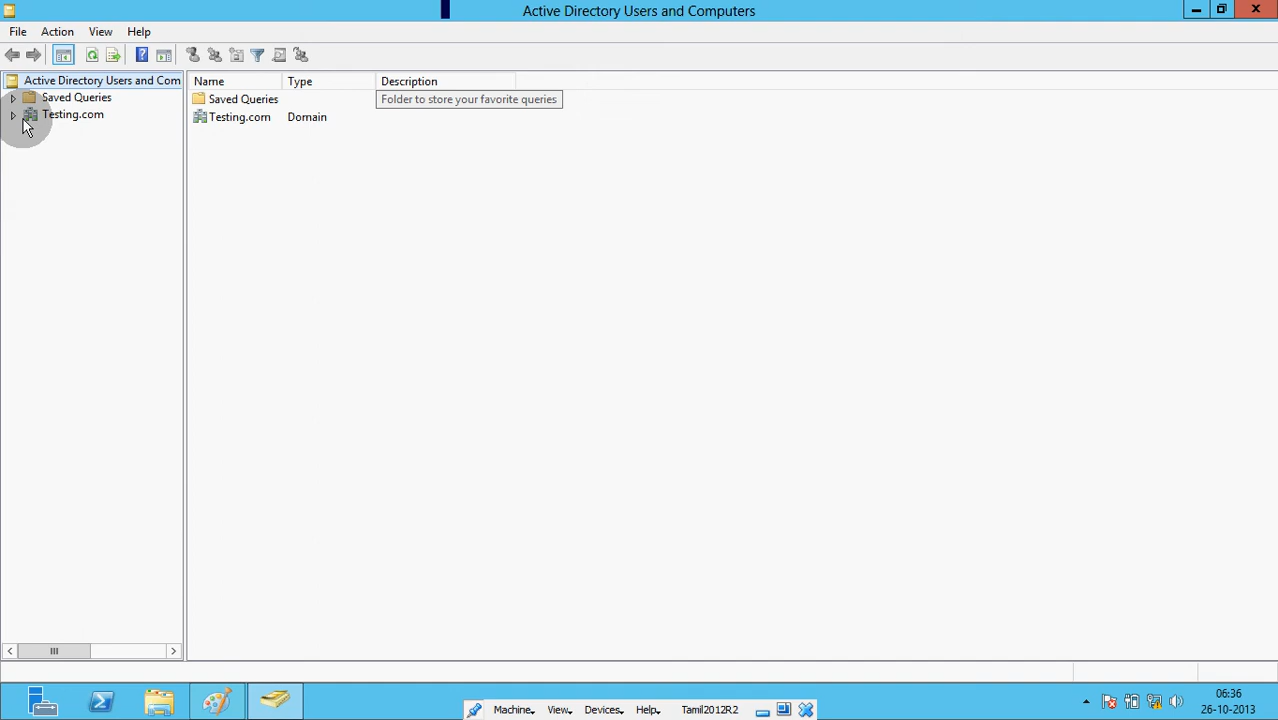 Active Directory Users and Computers
File Action View Help
Active Directory Users and Com
Saved Queries
Testing.com
Name Type Description
Saved Queries Folder to store your favorite queries
Testing.com Domain
Machine View Devices Help Tamil2012R2
06:36
26-10-2013